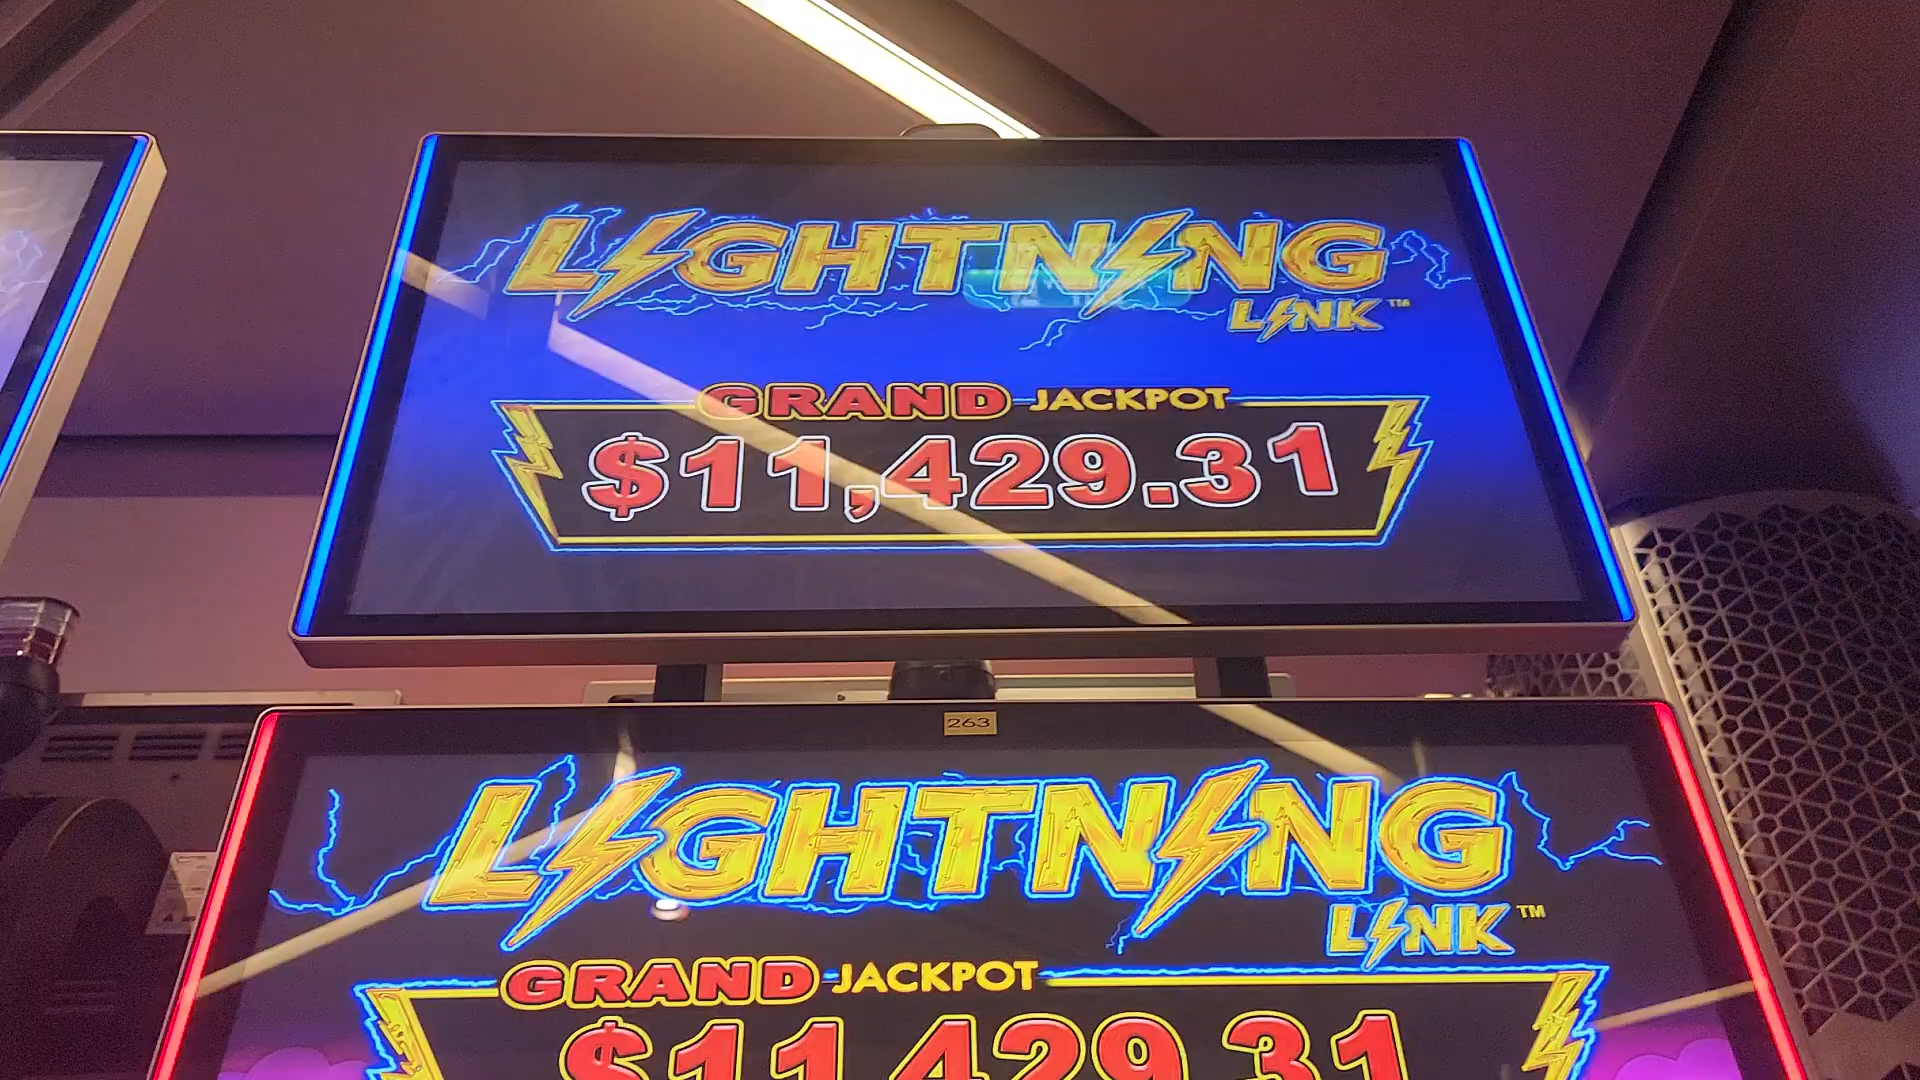 LIGHTNING
LINK™
GRAND JACKPOT
$11,429.31
263
LIGHTNING
LINK™
GRAND JACKPOT
$11,429.31